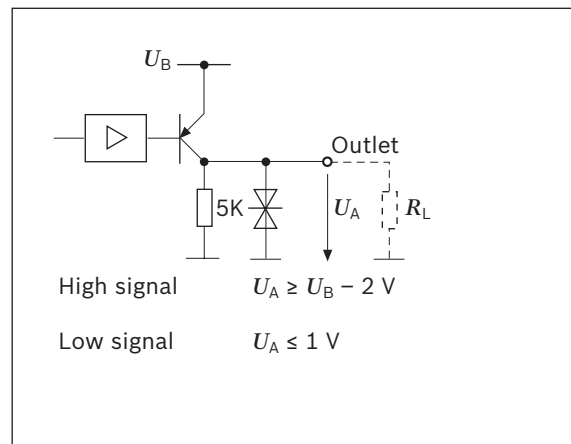 U_B
Outlet
5K
U_A
R_L
High signal U_A ≥ U_B – 2 V
Low signal U_A ≤ 1 V